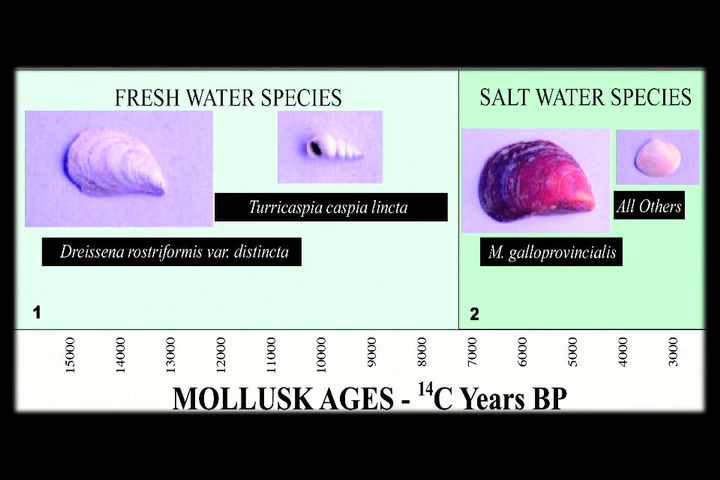 FRESH WATER SPECIES
SALT WATER SPECIES
Turricaspia caspia lincta
All Others
Dreissena rostriformis var. distincta
M. galloprovincialis
1
2
15000 14000 13000 12000 11000 10000 9000 8000 7000 6000 5000 4000 3000
MOLLUSK AGES - ¹⁴C Years BP